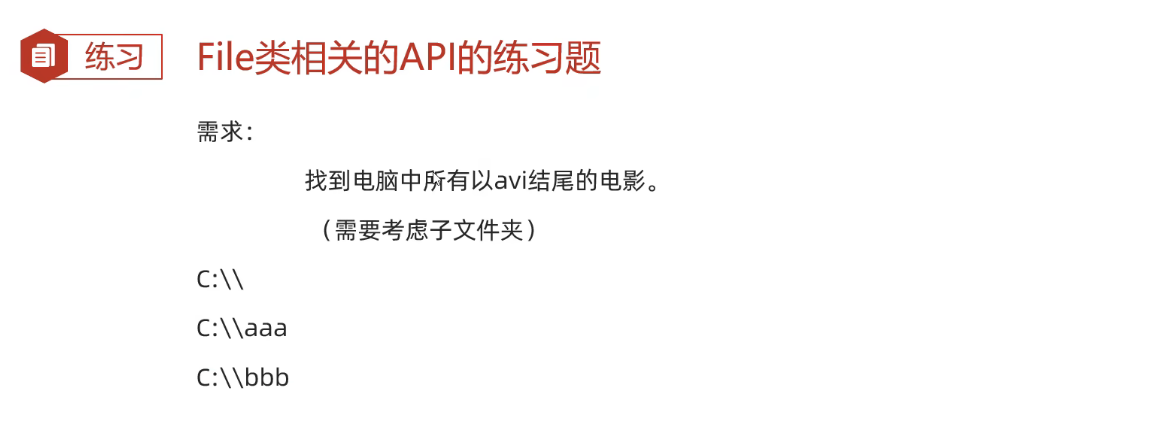 练习
File类相关的API的练习题
需求：
找到电脑中所有以avi结尾的电影。
（需要考虑子文件夹）
C:\\
C:\\aaa
C:\\bbb